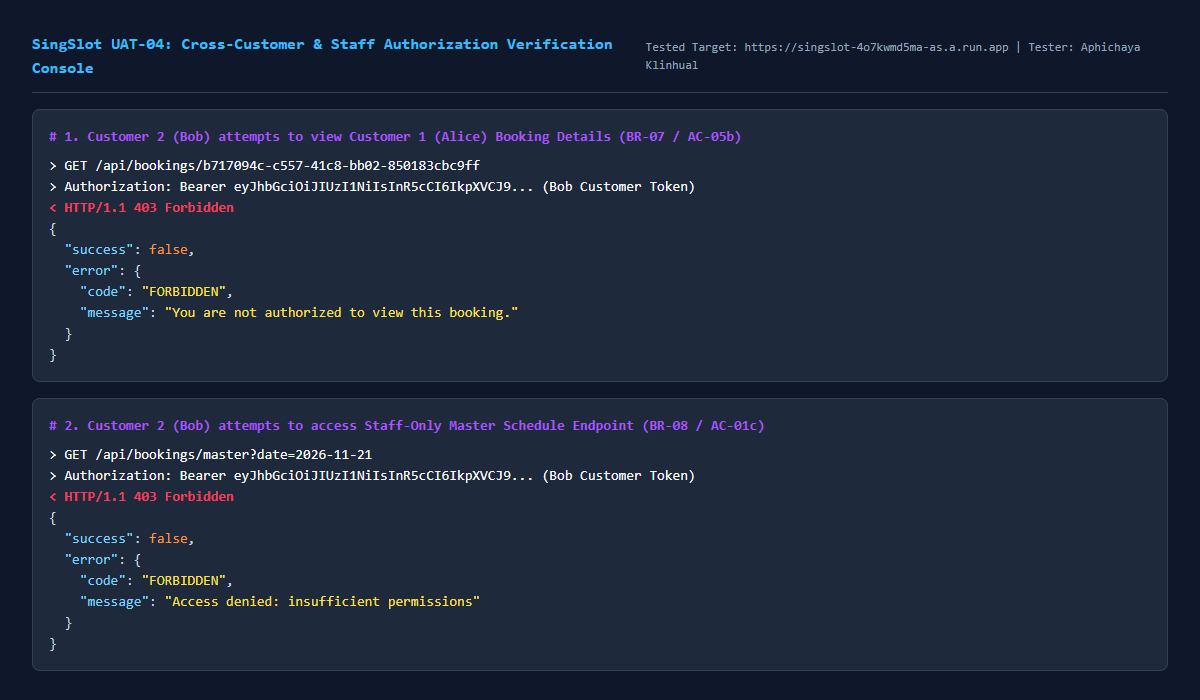 SingSlot UAT-04: Cross-Customer & Staff Authorization Verification
Console
Tested Target: https://singslot-4o7kwmd5ma-as.a.run.app | Tester: Aphichaya
Klinhual
# 1. Customer 2 (Bob) attempts to view Customer 1 (Alice) Booking Details (BR-07 / AC-05b)
> GET /api/bookings/b717094c-c557-41c8-bb02-850183cbc9ff
> Authorization: Bearer eyJhbGciOiJIUzI1NiIsInR5cCI6IkpXVCJ9... (Bob Customer Token)
< HTTP/1.1 403 Forbidden
{
  "success": false,
  "error": {
    "code": "FORBIDDEN",
    "message": "You are not authorized to view this booking."
  }
}
# 2. Customer 2 (Bob) attempts to access Staff-Only Master Schedule Endpoint (BR-08 / AC-01c)
> GET /api/bookings/master?date=2026-11-21
> Authorization: Bearer eyJhbGciOiJIUzI1NiIsInR5cCI6IkpXVCJ9... (Bob Customer Token)
< HTTP/1.1 403 Forbidden
{
  "success": false,
  "error": {
    "code": "FORBIDDEN",
    "message": "Access denied: insufficient permissions"
  }
}